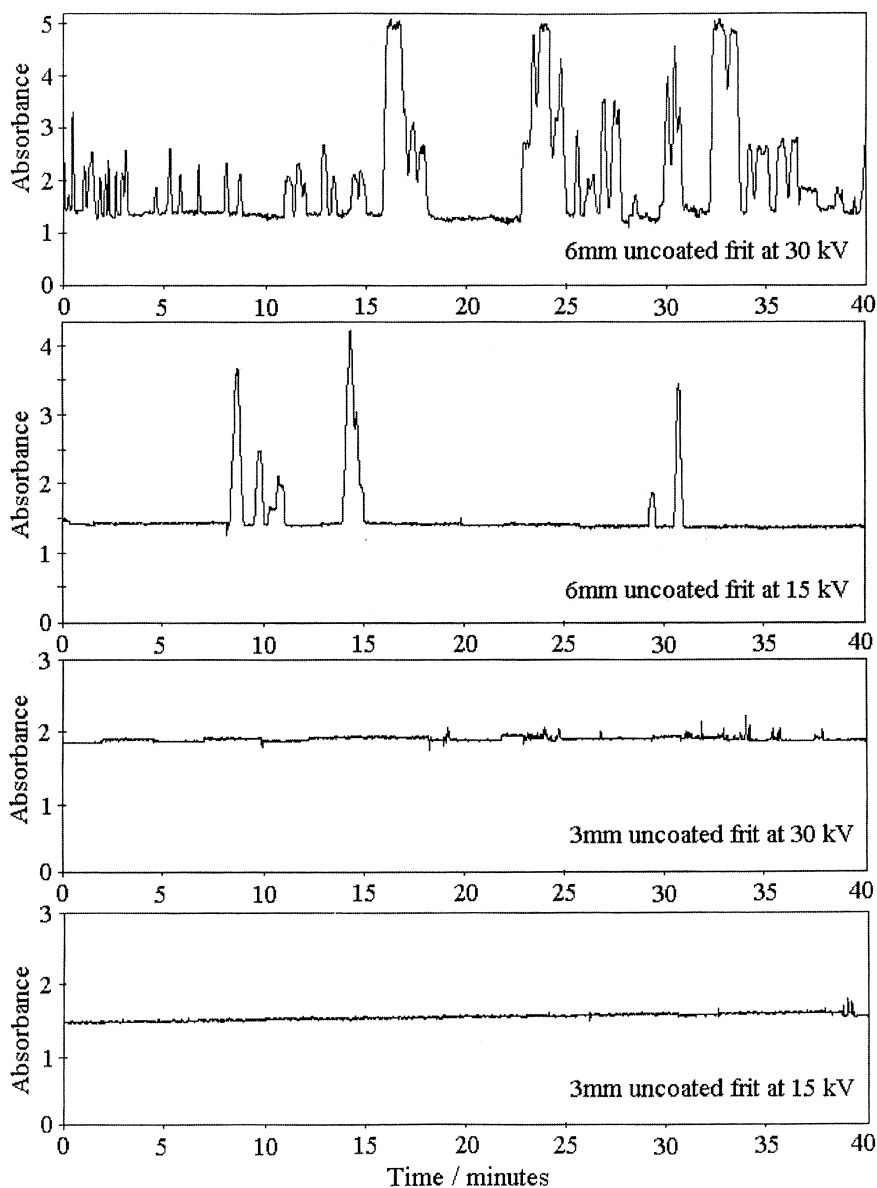 Absorbance
5
4
3
2
1
0
0 5 10 15 20 25 30 35 40
6mm uncoated frit at 30 kV
Absorbance
4
3
2
1
0
0 5 10 15 20 25 30 35 40
6mm uncoated frit at 15 kV
Absorbance
3
2
1
0
0 5 10 15 20 25 30 35 40
3mm uncoated frit at 30 kV
Absorbance
3
2
1
0
0 5 10 15 20 25 30 35 40
3mm uncoated frit at 15 kV
Time / minutes